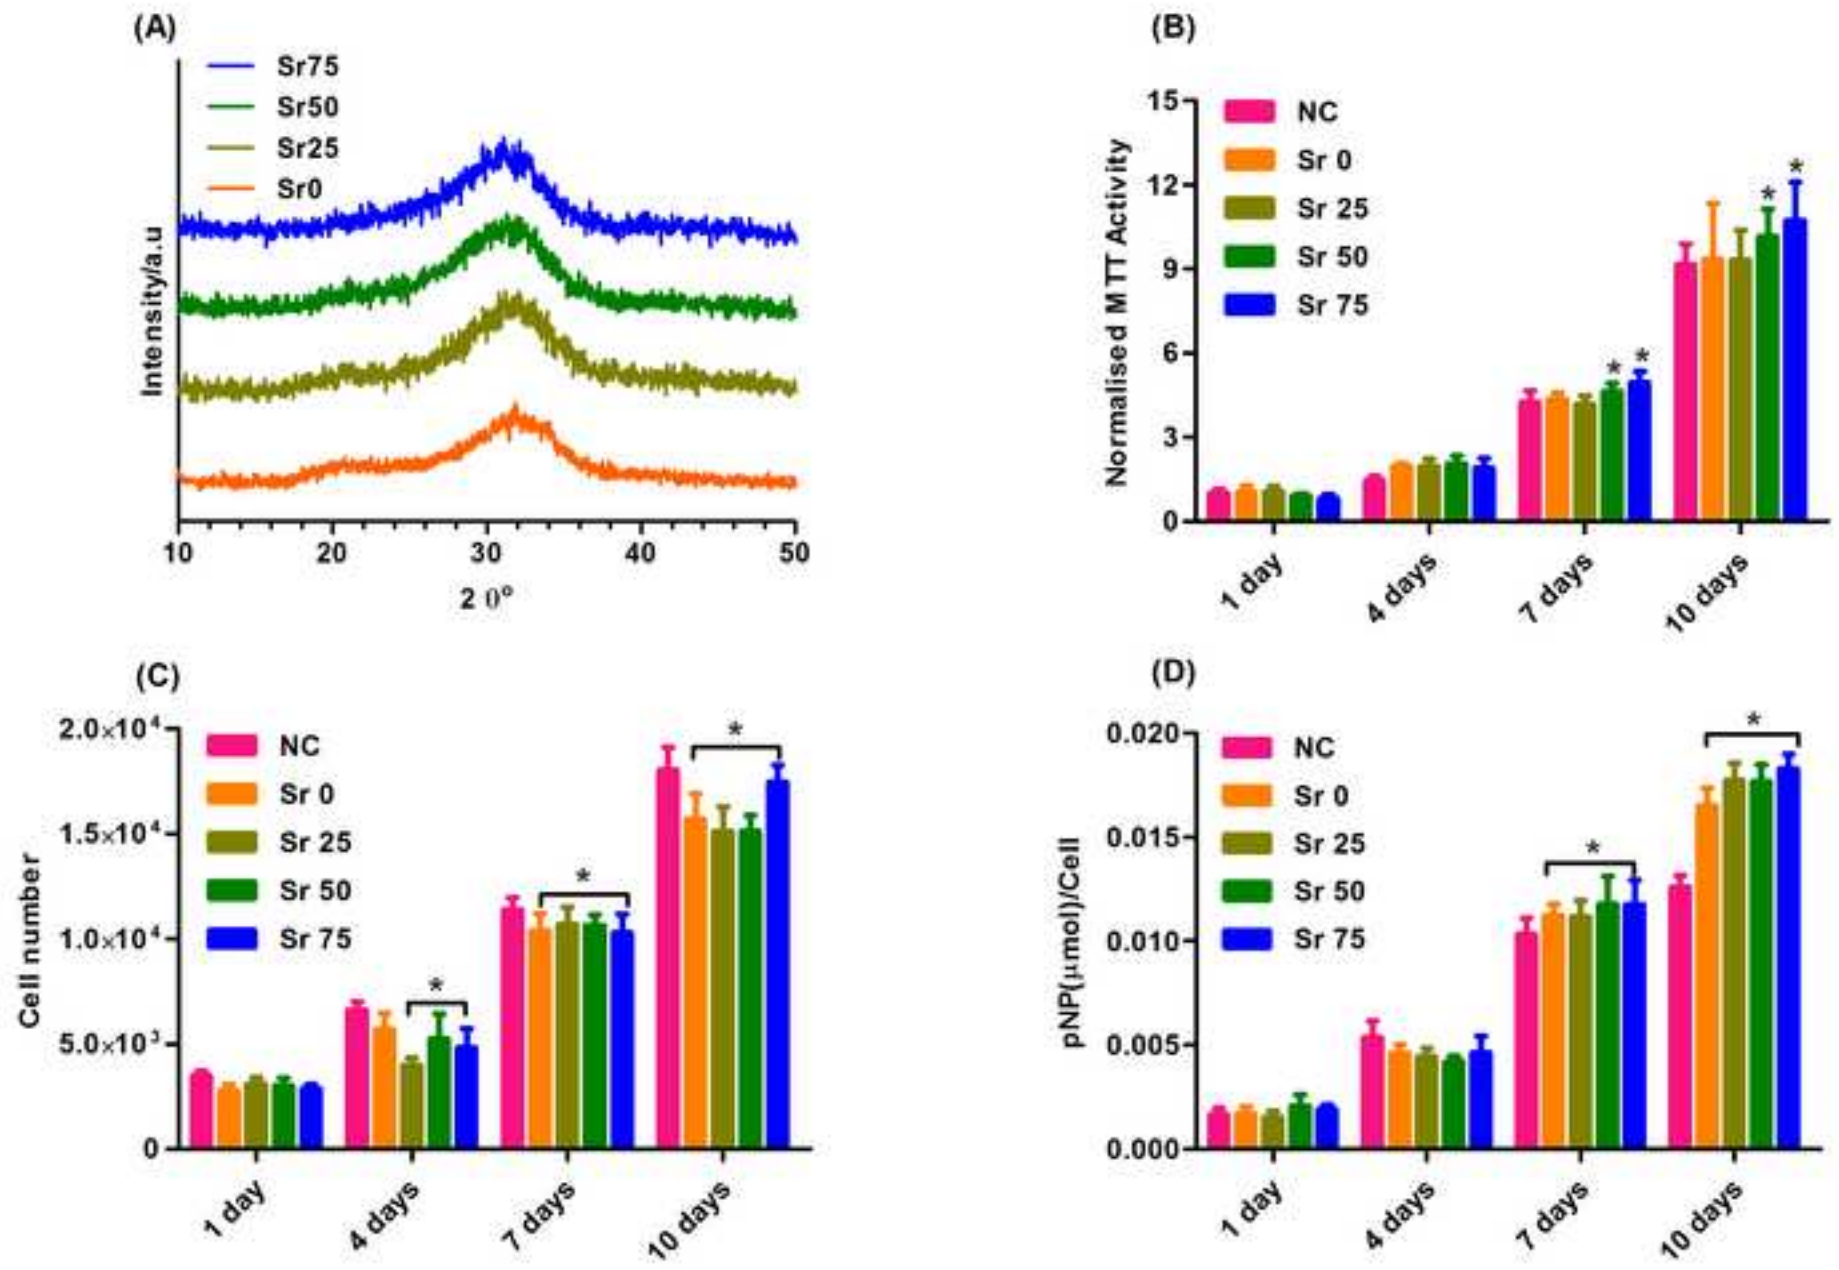 (A)
Sr75
Sr50
Sr25
Sr0
Intensity/a.u
10 20 30 40 50
2 θ°
(B)
NC
Sr 0
Sr 25
Sr 50
Sr 75
Normalised MTT Activity
15
12
9
6
3
0
* * * *
1 day 4 days 7 days 10 days
(C)
NC
Sr 0
Sr 25
Sr 50
Sr 75
Cell number
2.0×10⁴
1.5×10⁴
1.0×10⁴
5.0×10³
0
* * *
1 day 4 days 7 days 10 days
(D)
NC
Sr 0
Sr 25
Sr 50
Sr 75
pNP(μmol)/Cell
0.020
0.015
0.010
0.005
0.000
* *
1 day 4 days 7 days 10 days